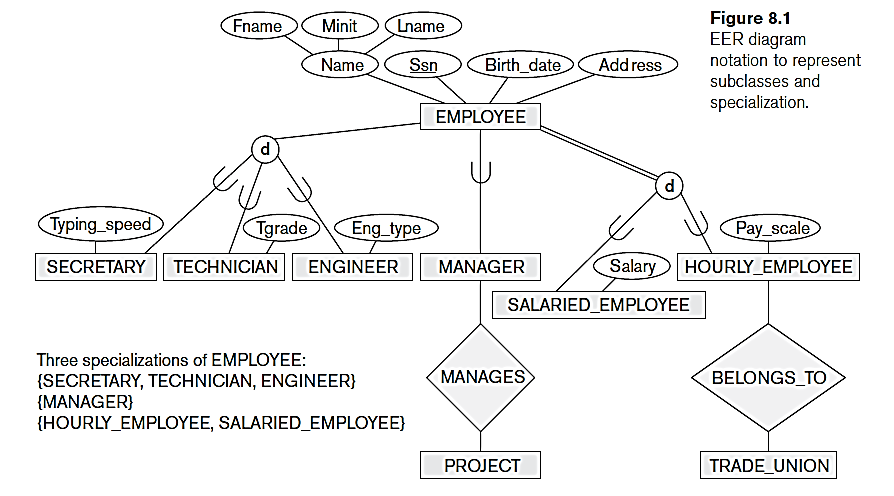 Fname Minit Lname
Name Ssn Birth_date Address
Figure 8.1
EER diagram
notation to represent
subclasses and
specialization.
EMPLOYEE
d
d
Typing_speed Tgrade Eng_type Pay_scale
Salary
SECRETARY TECHNICIAN ENGINEER MANAGER HOURLY_EMPLOYEE
SALARIED_EMPLOYEE
Three specializations of EMPLOYEE:
{SECRETARY, TECHNICIAN, ENGINEER}
{MANAGER}
{HOURLY_EMPLOYEE, SALARIED_EMPLOYEE}
MANAGES BELONGS_TO
PROJECT TRADE_UNION